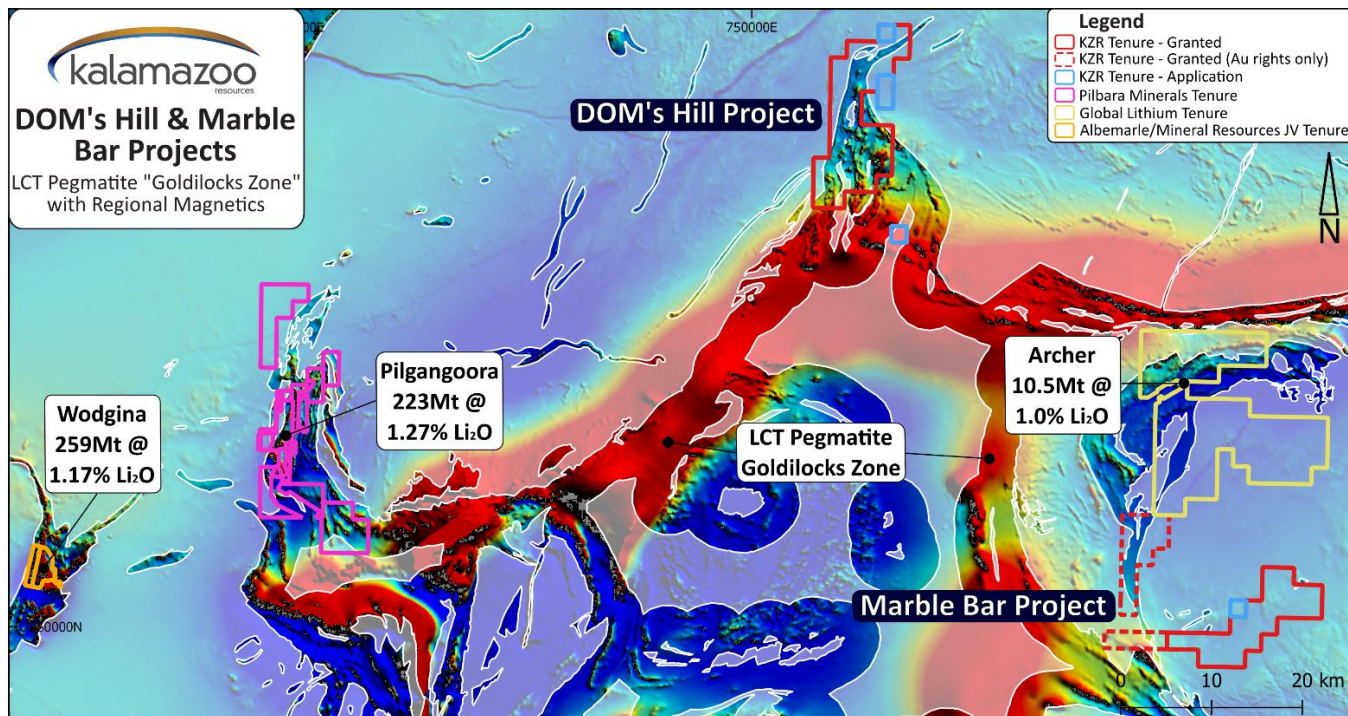 kalamazoo
resources
DOM's Hill & Marble
Bar Projects
LCT Pegmatite "Goldilocks Zone"
with Regional Magnetics
750000E
Legend
KZR Tenure - Granted
KZR Tenure - Granted (Au rights only)
KZR Tenure - Application
Pilbara Minerals Tenure
Global Lithium Tenure
Albemarle/Mineral Resources JV Tenure
N
DOM's Hill Project
Wodgina
259Mt @
1.17% Li₂O
Pilgangoora
223Mt @
1.27% Li₂O
LCT Pegmatite
Goldilocks Zone
Archer
10.5Mt @
1.0% Li₂O
Marble Bar Project
50000N
0 10 20 km